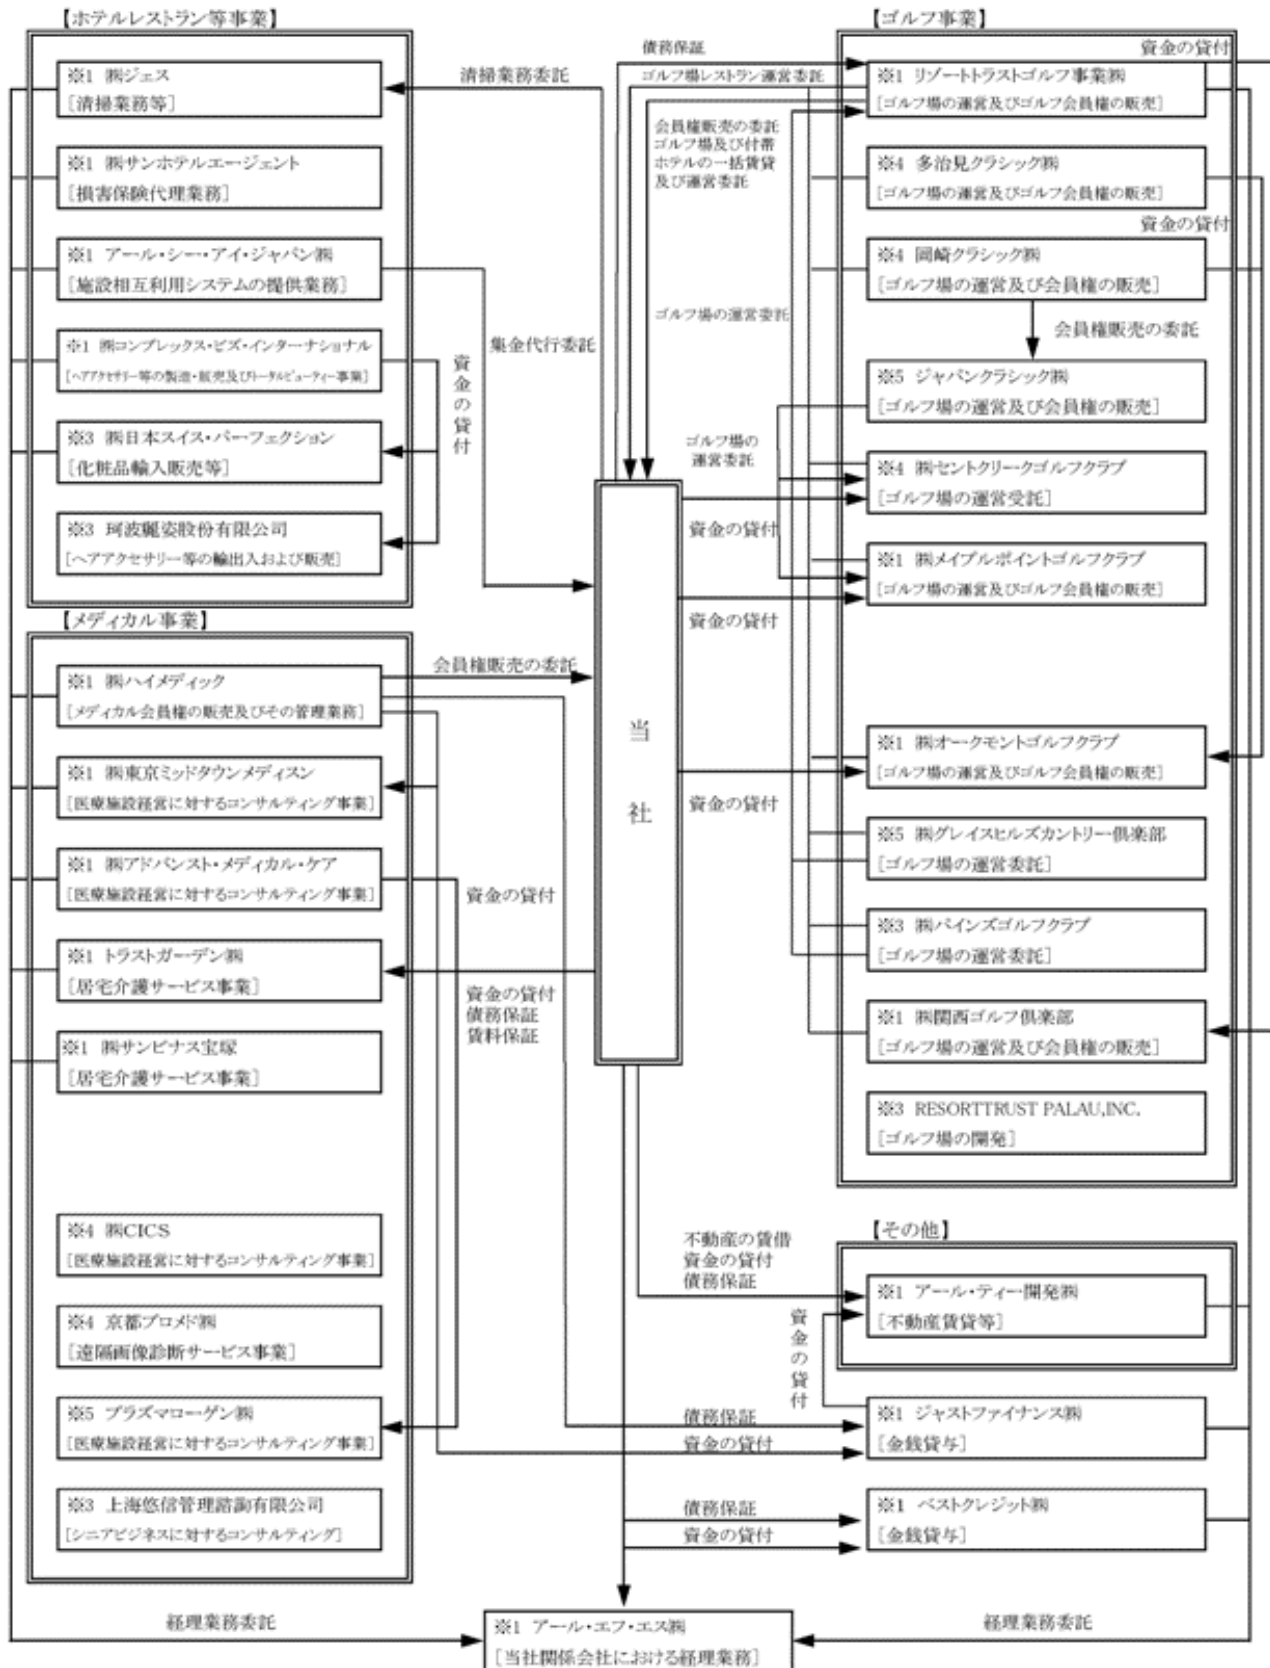 【ホテルレストラン等事業】
※1 ㈱ジェス
[清掃業務等]
※1 ㈱サンホテルエージェント
[損害保険代理業務]
※1 アール・シー・アイ・ジャパン㈱
[施設相互利用システムの提供業務]
※1 ㈱コンプレックス・ビズ・インターナショナル
[ヘアアクセサリー等の製造・販売及びトータルビューティー事業]
※3 ㈱日本スイス・パーフェクション
[化粧品輸入販売等]
※3 珂波麗姿股份有限公司
[ヘアアクセサリー等の輸出入および販売]
【メディカル事業】
※1 ㈱ハイメディック
[メディカル会員権の販売及びその管理業務]
※1 ㈱東京ミッドタウンメディスン
[医療施設経営に対するコンサルティング事業]
※1 ㈱アドバンスト・メディカル・ケア
[医療施設経営に対するコンサルティング事業]
※1 トラストガーデン㈱
[居宅介護サービス事業]
※1 ㈱サンビナス宝塚
[居宅介護サービス事業]
※4 ㈱CICS
[医療施設経営に対するコンサルティング事業]
※4 京都プロメド㈱
[遠隔画像診断サービス事業]
※5 プラズマローゲン㈱
[医療施設経営に対するコンサルティング事業]
※3 上海悠信管理諮詢有限公司
[シニアビジネスに対するコンサルティング]
経理業務委託
清掃業務委託
資金の貸付
集金代行委託
会員権販売の委託
資金の貸付
資金の貸付
債務保証
賃料保証
当社
債務保証
ゴルフ場レストラン運営委託
会員権販売の委託
ゴルフ場及び付帯
ホテルの一括賃貸
及び運営委託
ゴルフ場の運営委託
ゴルフ場の
運営委託
資金の貸付
資金の貸付
資金の貸付
不動産の賃借
資金の貸付
債務保証
資金の貸付
債務保証
資金の貸付
債務保証
資金の貸付
※1 アール・エフ・エス㈱
[当社関係会社における経理業務]
【ゴルフ事業】
資金の貸付
※1 リゾートトラストゴルフ事業㈱
[ゴルフ場の運営及びゴルフ会員権の販売]
※4 多治見クラシック㈱
[ゴルフ場の運営及びゴルフ会員権の販売]
資金の貸付
※4 岡崎クラシック㈱
[ゴルフ場の運営及び会員権の販売]
会員権販売の委託
※5 ジャパンクラシック㈱
[ゴルフ場の運営及び会員権の販売]
※4 ㈱セントクリークゴルフクラブ
[ゴルフ場の運営受託]
※1 ㈱メイプルポイントゴルフクラブ
[ゴルフ場の運営及びゴルフ会員権の販売]
※1 ㈱オークモントゴルフクラブ
[ゴルフ場の運営及びゴルフ会員権の販売]
※5 ㈱グレイスヒルズカントリー倶楽部
[ゴルフ場の運営委託]
※3 ㈱パインズゴルフクラブ
[ゴルフ場の運営委託]
※1 ㈱関西ゴルフ倶楽部
[ゴルフ場の運営及び会員権の販売]
※3 RESORTTRUST PALAU,INC.
[ゴルフ場の開発]
【その他】
※1 アール・ティー開発㈱
[不動産賃貸等]
※1 ジャストファイナンス㈱
[金銭貸与]
※1 ベストクレジット㈱
[金銭貸与]
経理業務委託